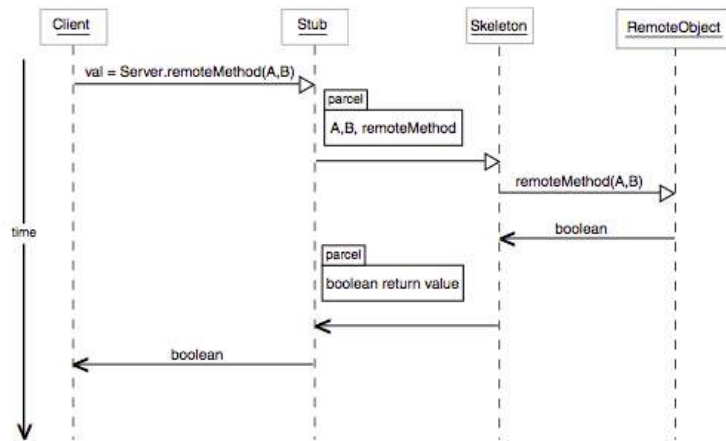 Client
Stub
Skeleton
RemoteObject
val = Server.remoteMethod(A,B)
parcel
A,B, remoteMethod
remoteMethod(A,B)
time
boolean
parcel
boolean return value
boolean